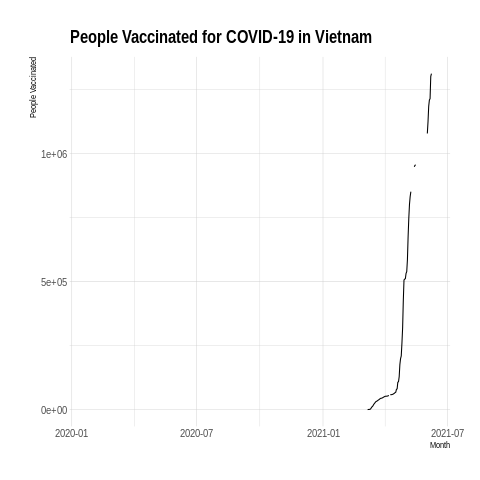 People Vaccinated for COVID-19 in Vietnam
People Vaccinated
1e+06
5e+05
0e+00
2020-01 2020-07 2021-01 2021-07
Month